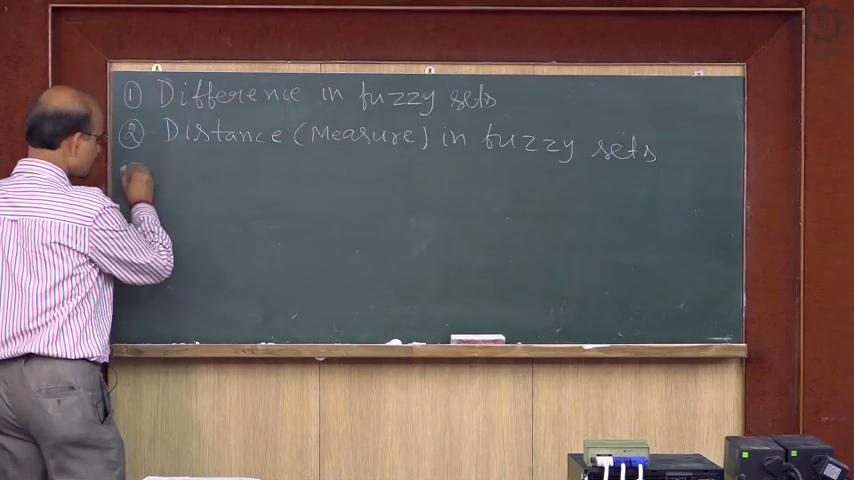 ① Difference in fuzzy sets
② Distance (Measure) in fuzzy sets